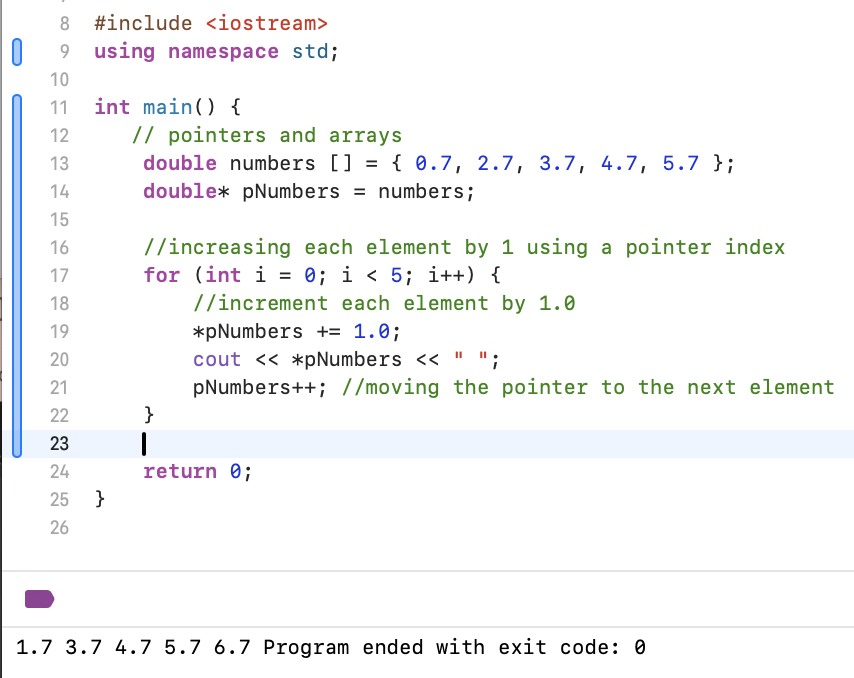 8 #include <iostream>
9 using namespace std;
10
11 int main() {
12    // pointers and arrays
13     double numbers [] = { 0.7, 2.7, 3.7, 4.7, 5.7 };
14     double* pNumbers = numbers;
15
16     //increasing each element by 1 using a pointer index
17     for (int i = 0; i < 5; i++) {
18         //increment each element by 1.0
19         *pNumbers += 1.0;
20         cout << *pNumbers << " ";
21         pNumbers++; //moving the pointer to the next element
22     }
23
24     return 0;
25 }
26
1.7 3.7 4.7 5.7 6.7 Program ended with exit code: 0